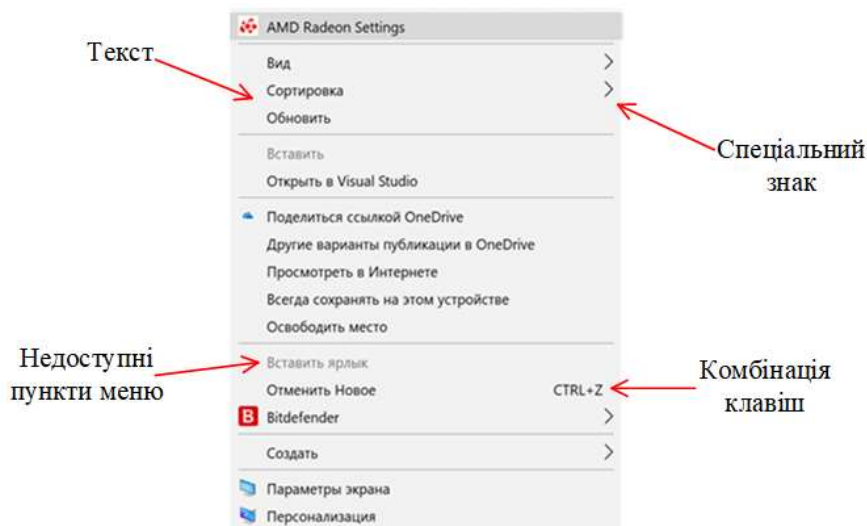 AMD Radeon Settings
Текст
Вид
Сортировка
Обновить
Спеціальний
знак
Вставить
Открыть в Visual Studio
Поделиться ссылкой OneDrive
Другие варианты публикации в OneDrive
Просмотреть в Интернете
Всегда сохранять на этом устройстве
Освободить место
Недоступні
пункти меню
Вставить ярлык
Отменить Новое CTRL+Z
Комбінація
клавіш
B Bitdefender
Создать
Параметры экрана
Персонализация